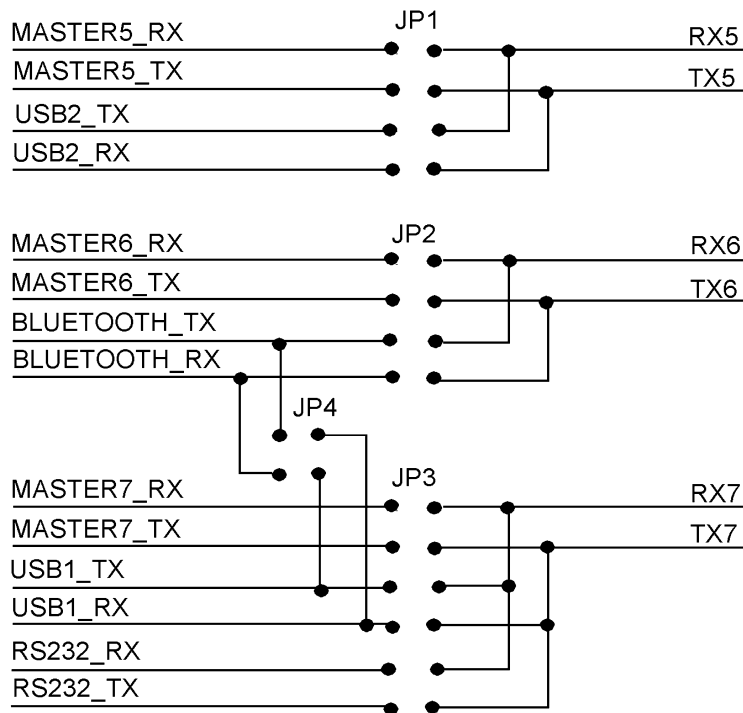 JP1
MASTER5_RX RX5
MASTER5_TX TX5
USB2_TX
USB2_RX
JP2
MASTER6_RX RX6
MASTER6_TX TX6
BLUETOOTH_TX
BLUETOOTH_RX
JP4
JP3
MASTER7_RX RX7
MASTER7_TX TX7
USB1_TX
USB1_RX
RS232_RX
RS232_TX